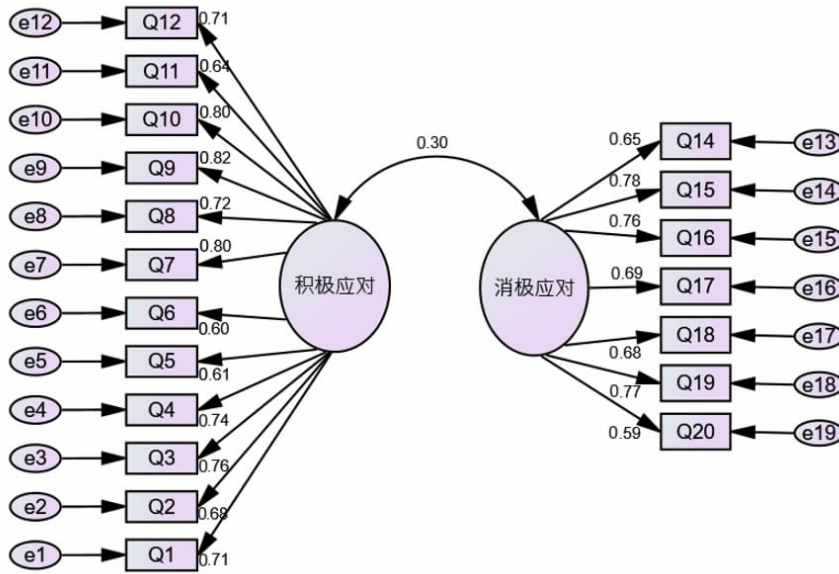 e12 Q12 0.71
e11 Q11 0.64
e10 Q10 0.80
e9 Q9 0.82
e8 Q8 0.72
e7 Q7 0.80
e6 Q6
0.60
e5 Q5
0.61
e4 Q4
0.74
e3 Q3
0.76
e2 Q2
0.68
e1 Q1
0.71
积极应对
0.30
消极应对
0.65 Q14 e13
0.78 Q15 e14
0.76 Q16 e15
0.69 Q17 e16
Q18 e17
0.68
Q19 e18
0.77
0.59 Q20 e19